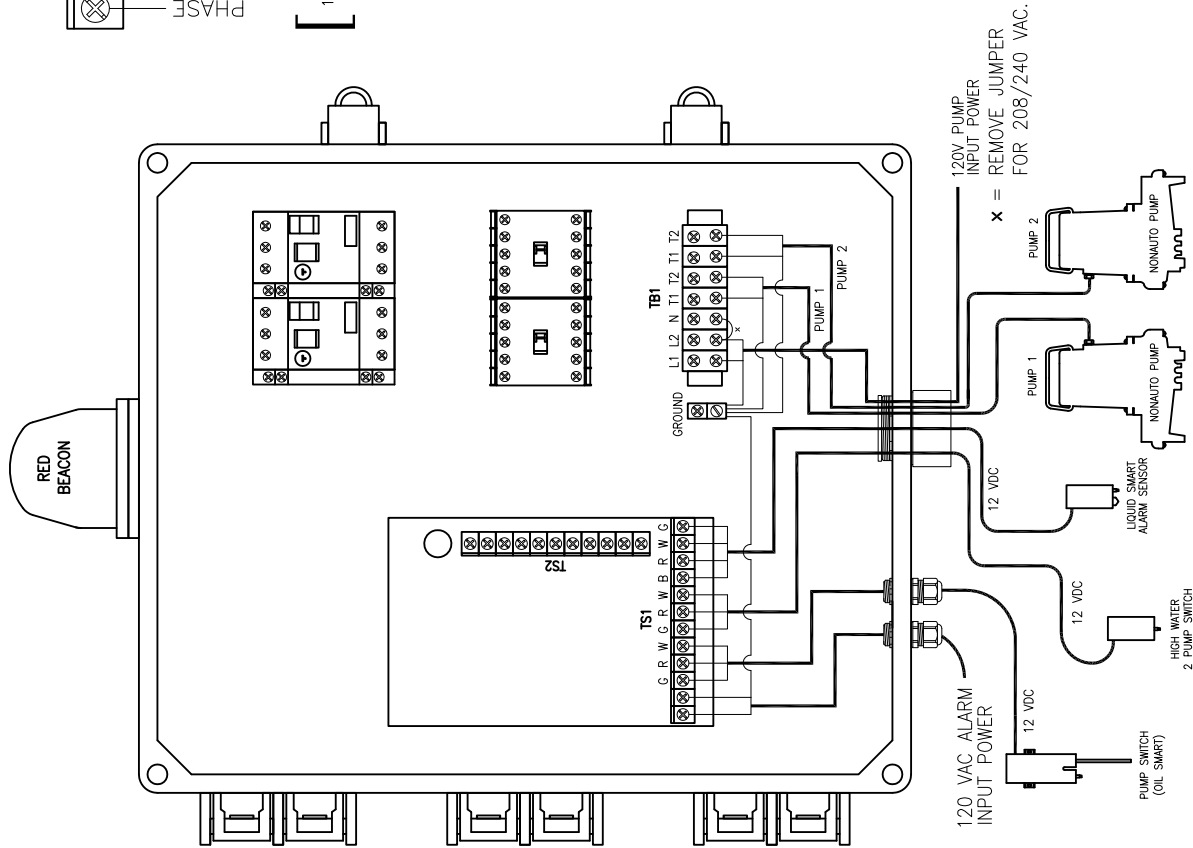 PHASE
1
RED
BEACON
TB1
L1 L2 N T1 T2 T1 T2
x
GROUND
PUMP 1
PUMP 2
TS2
TS1
G R W G R W B R W G
120V PUMP
INPUT POWER
x = REMOVE JUMPER
FOR 208/240 VAC.
PUMP 2
NONAUTO PUMP
PUMP 1
NONAUTO PUMP
12 VDC
LIQUID SMART
ALARM SENSOR
12 VDC
HIGH WATER
2 PUMP SWITCH
120 VAC ALARM
INPUT POWER
12 VDC
PUMP SWITCH
(OIL SMART)